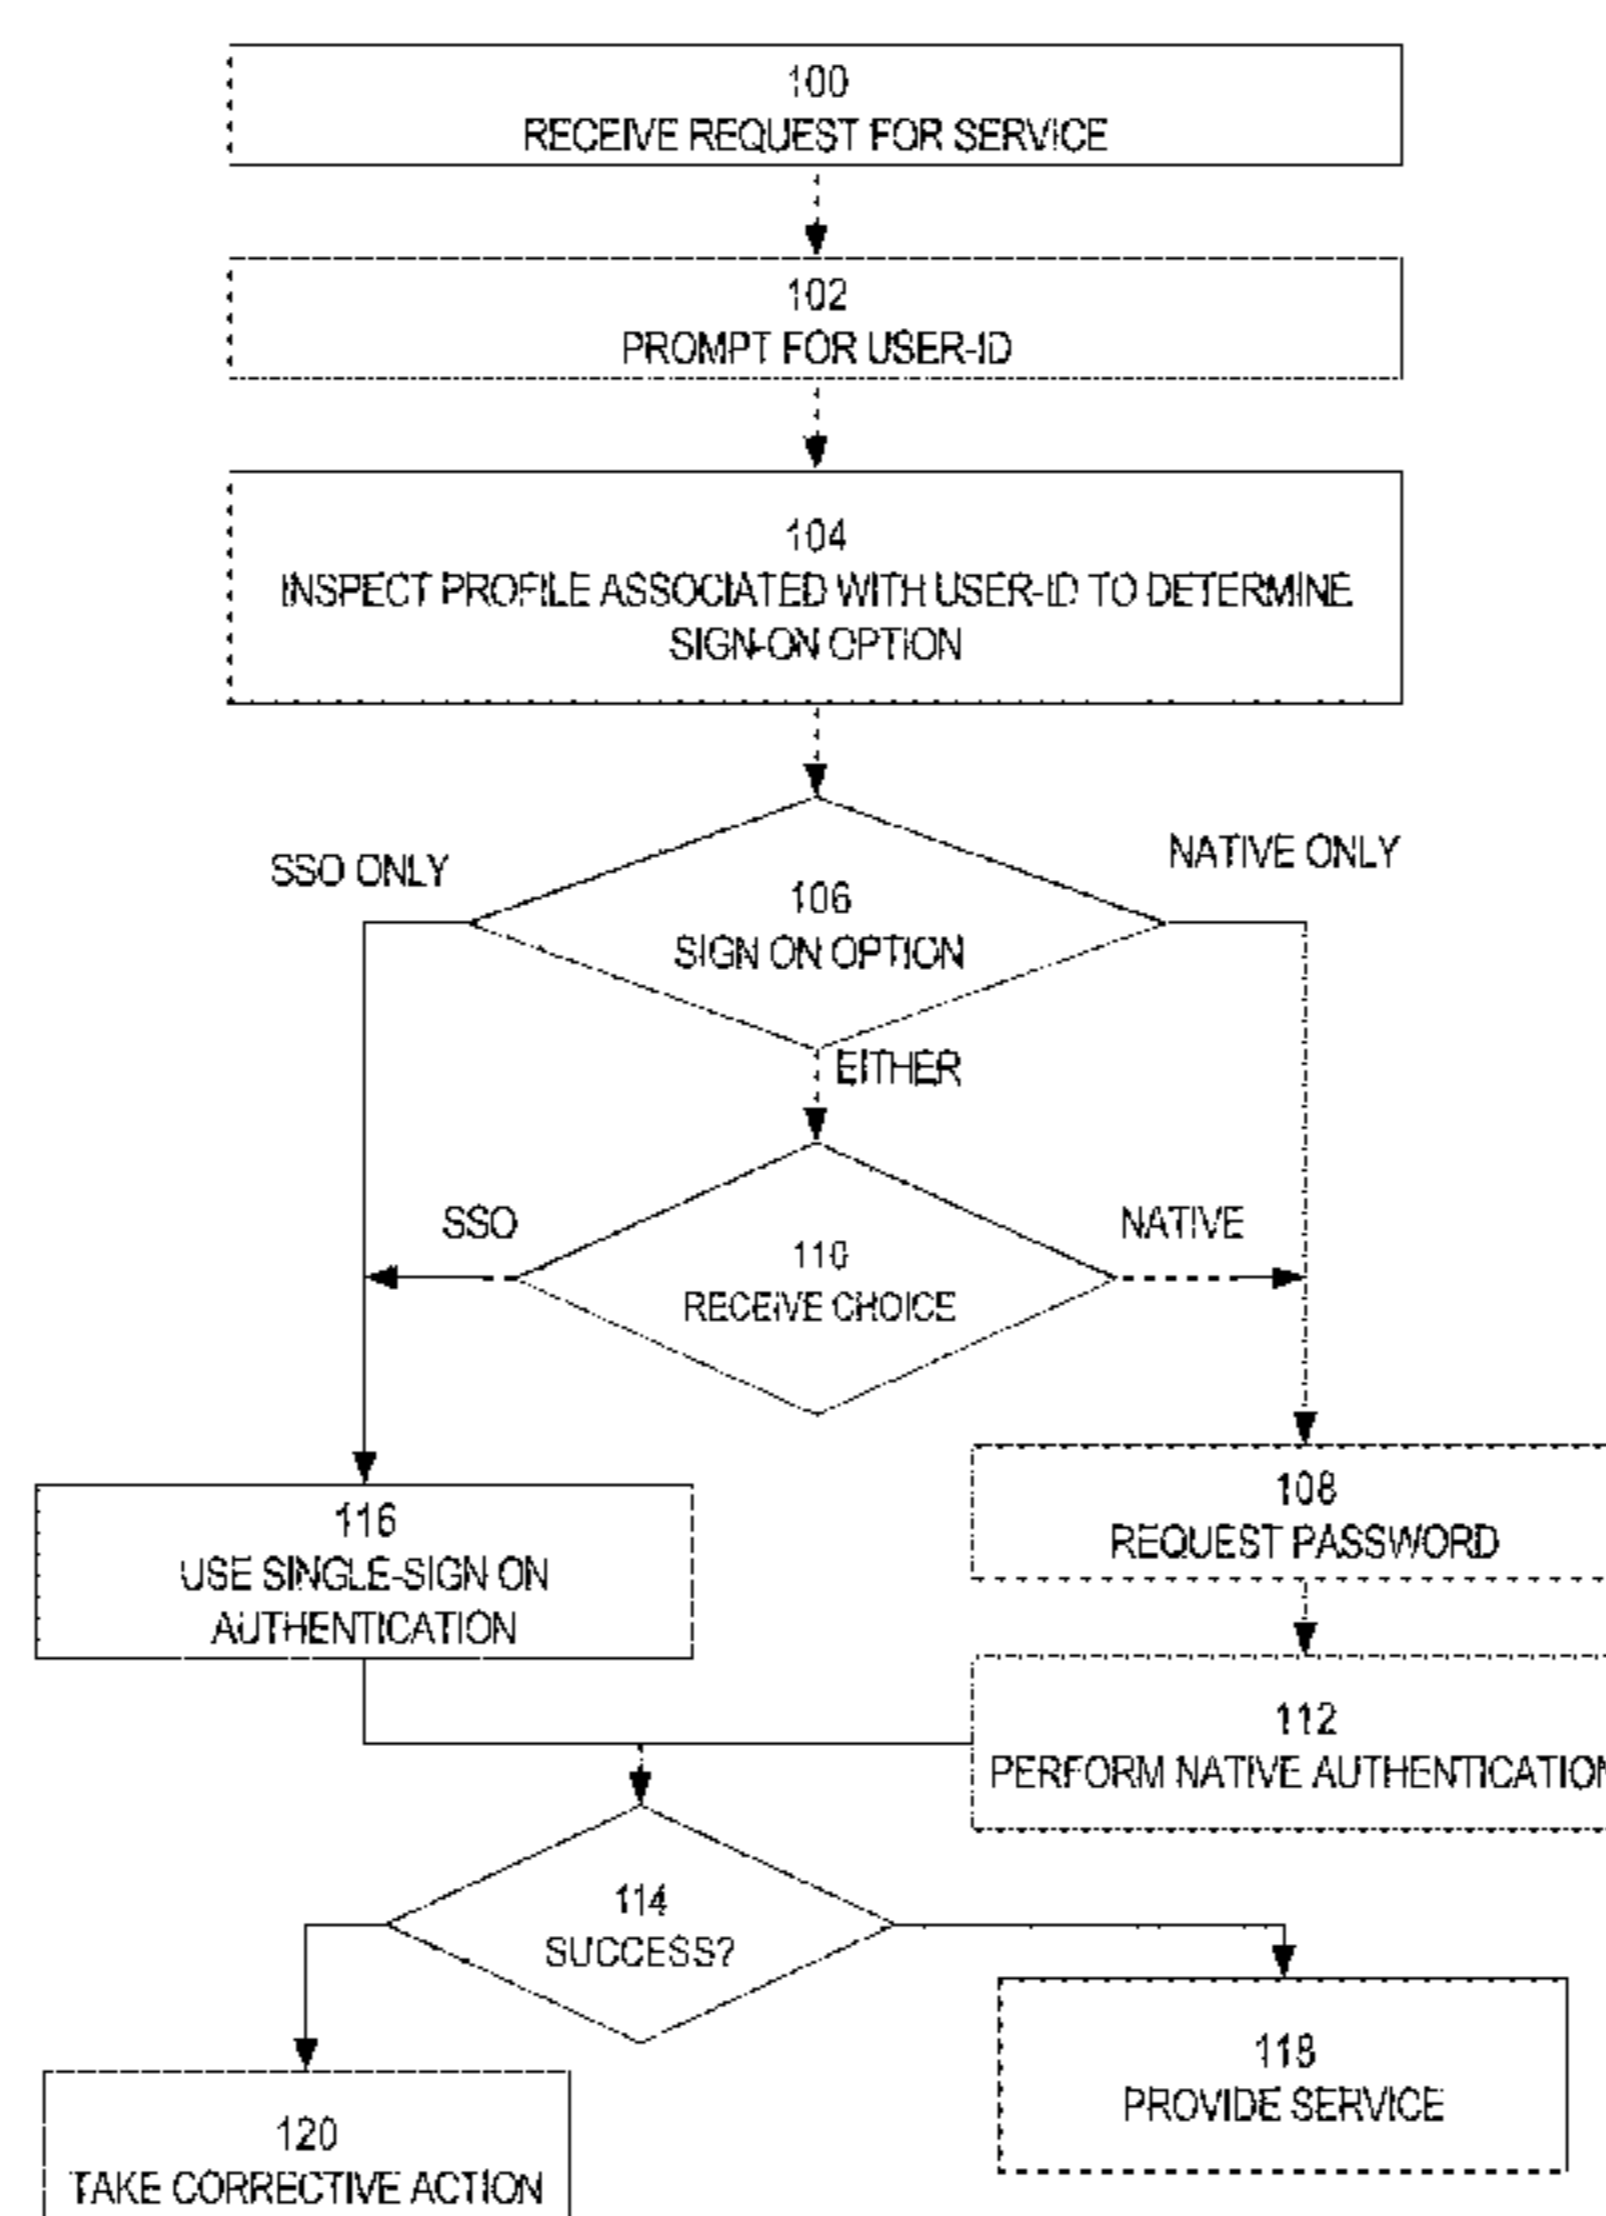 100
RECEIVE REQUEST FOR SERVICE
102
PROMPT FOR USER-ID
104
INSPECT PROFILE ASSOCIATED WITH USER-ID TO DETERMINE
SIGN-ON OPTION
SSO ONLY
NATIVE ONLY
106
SIGN ON OPTION
EITHER
SSO
NATIVE
110
RECEIVE CHOICE
108
REQUEST PASSWORD
116
USE SINGLE-SIGN ON
AUTHENTICATION
112
PERFORM NATIVE AUTHENTICATION
114
SUCCESS?
118
PROVIDE SERVICE
120
TAKE CORRECTIVE ACTION